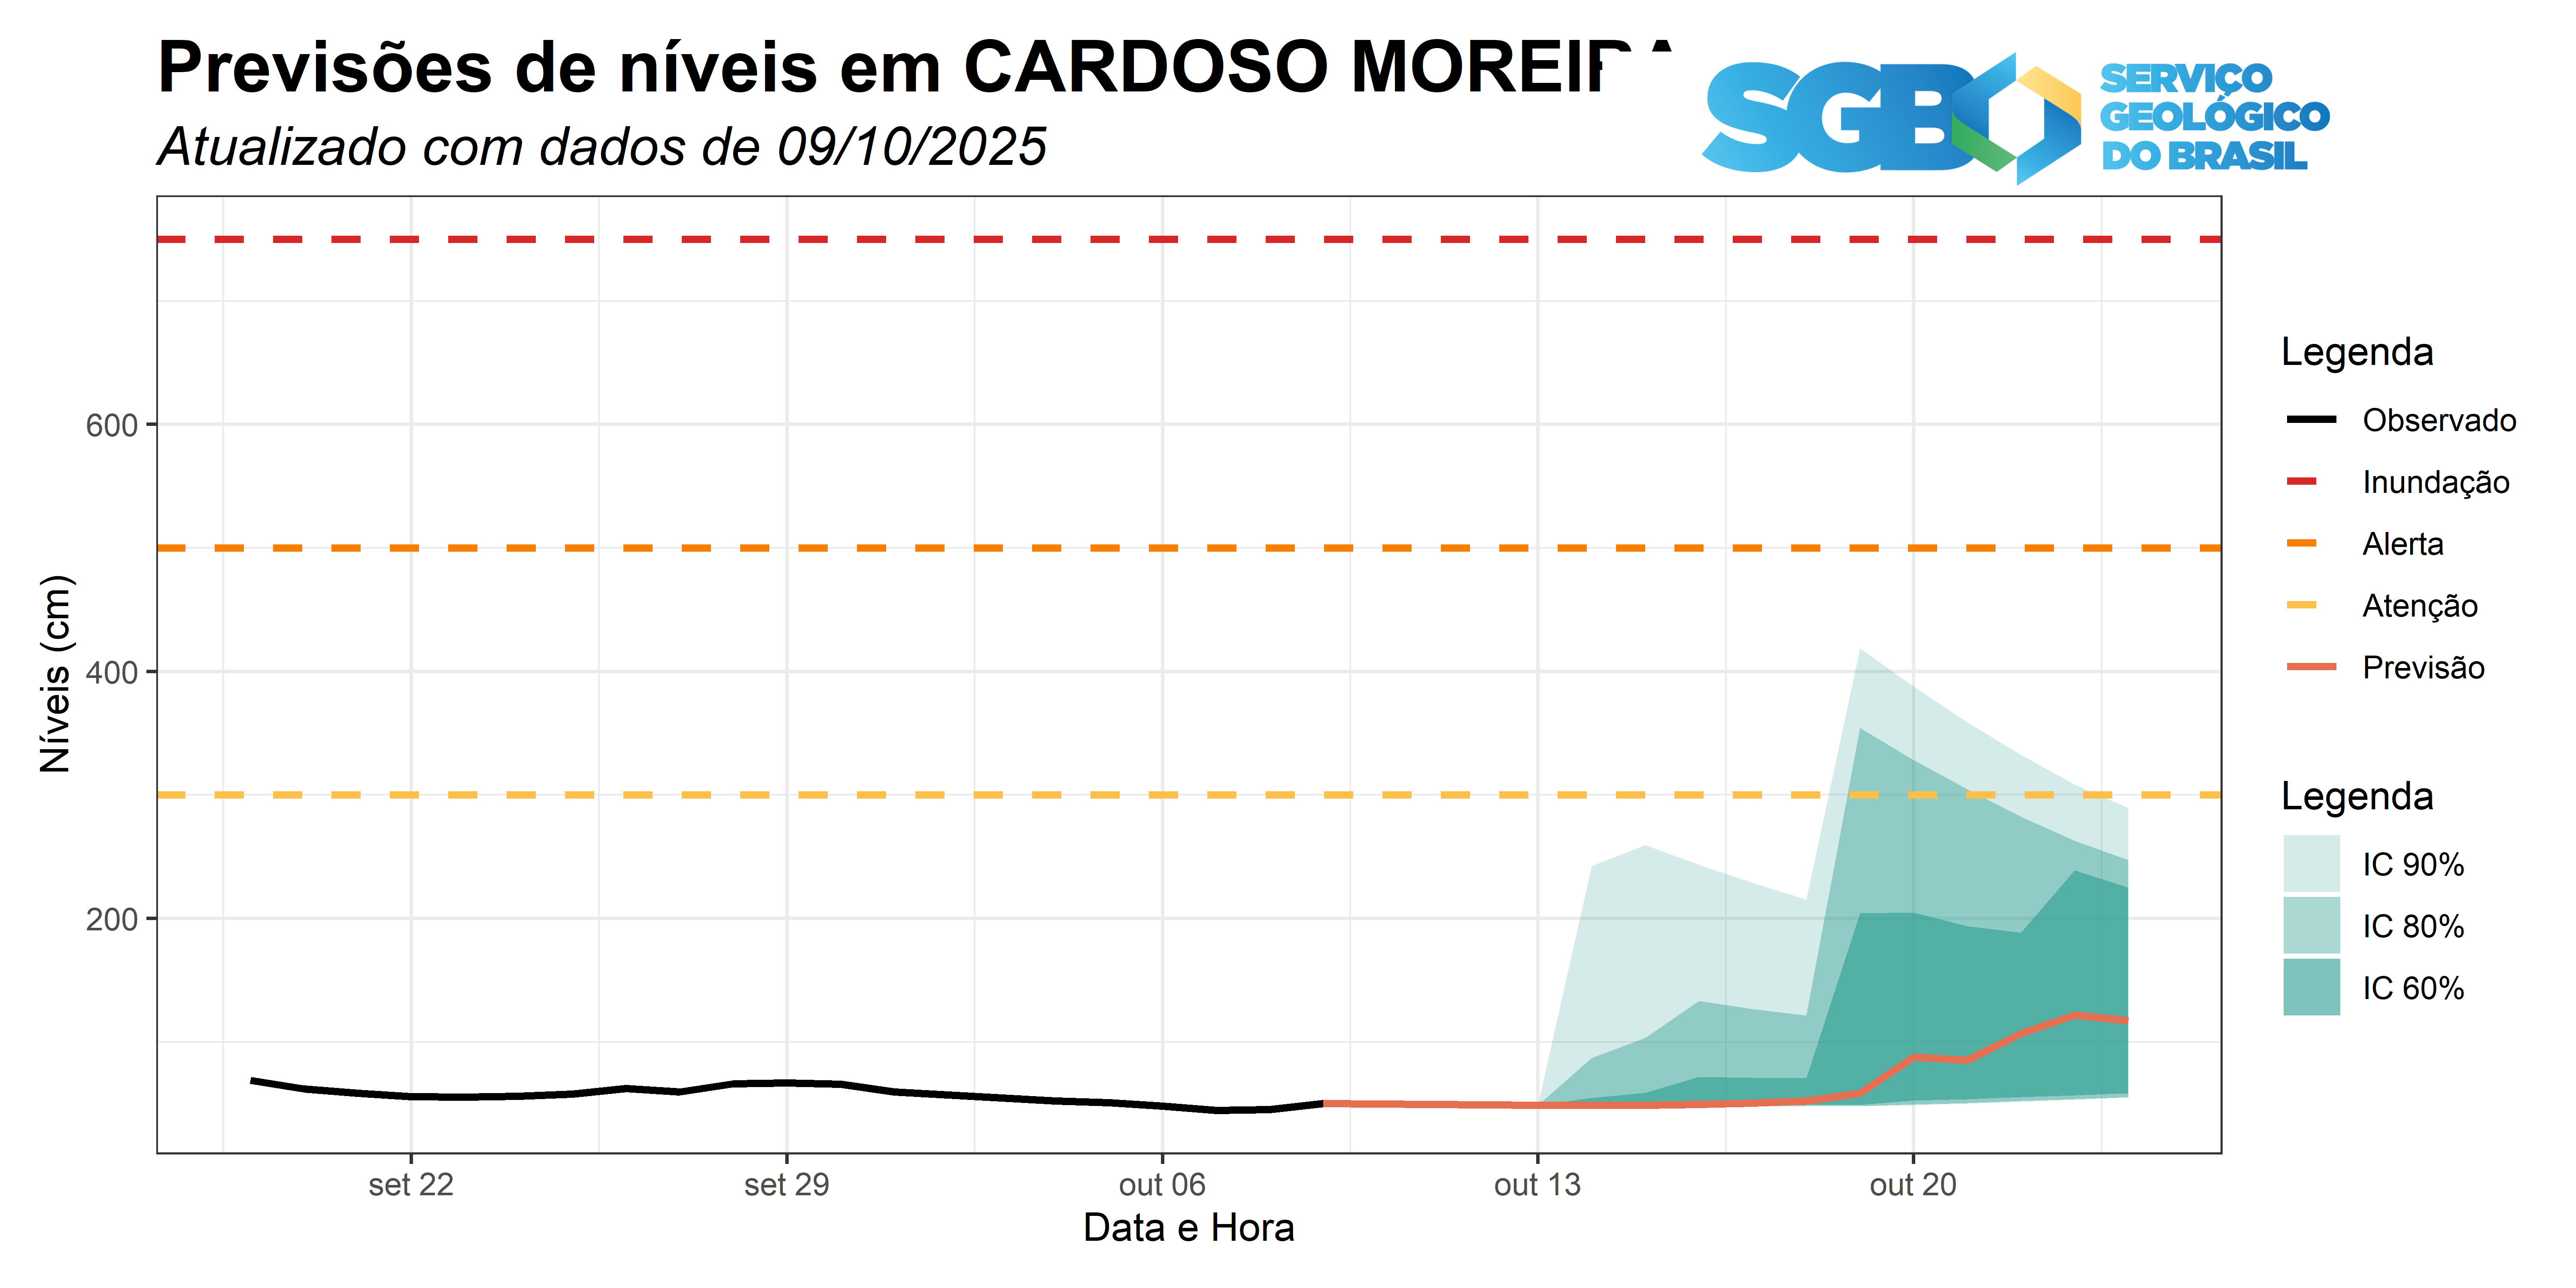 Previsões de níveis em CARDOSO MOREIRA
Atualizado com dados de 09/10/2025
SGB
SERVIÇO
GEOLÓGICO
DO BRASIL
600
400
200
Níveis (cm)
set 22
set 29
out 06
out 13
out 20
Data e Hora
Legenda
Observado
Inundação
Alerta
Atenção
Previsão
Legenda
IC 90%
IC 80%
IC 60%